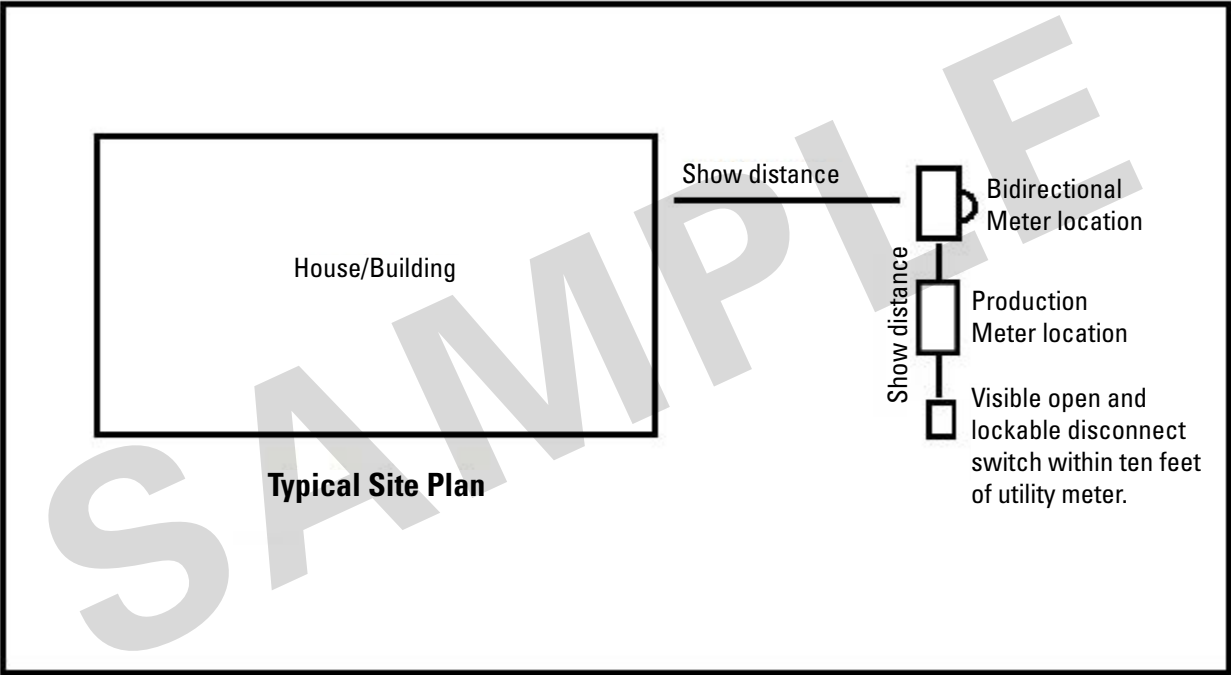 SAMPLE
Show distance
Bidirectional
Meter location
House/Building
Show distance
Production
Meter location
Visible open and
lockable disconnect
switch within ten feet
of utility meter.
Typical Site Plan